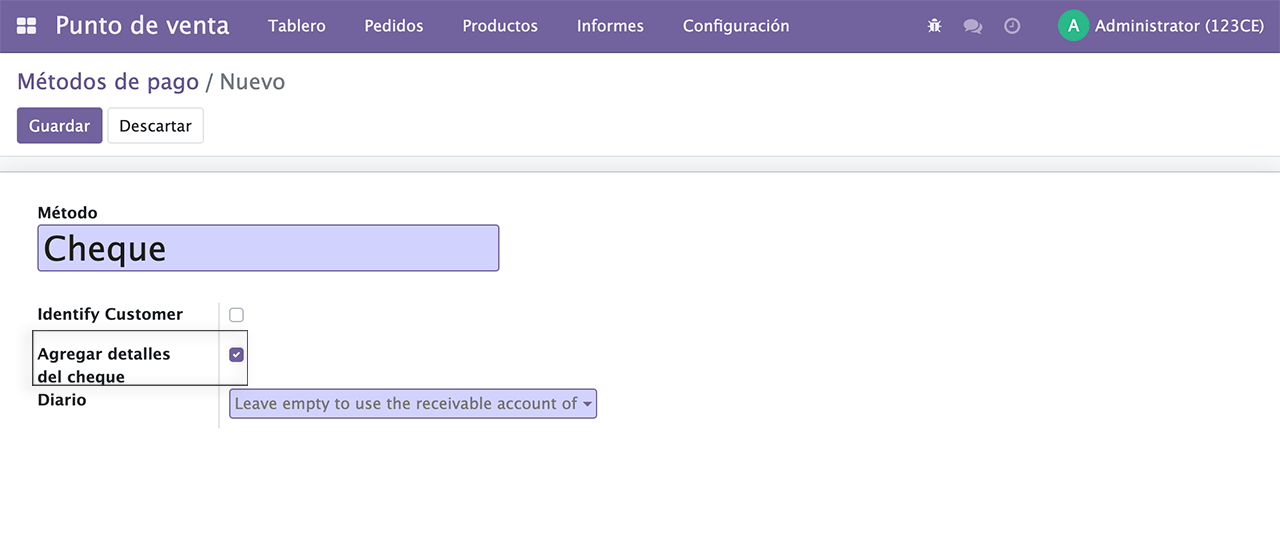 Punto de venta Tablero Pedidos Productos Informes Configuración A Administrator (123CE)
Métodos de pago / Nuevo
Guardar Descartar
Método
Cheque
Identify Customer
Agregar detalles
del cheque
Diario Leave empty to use the receivable account of